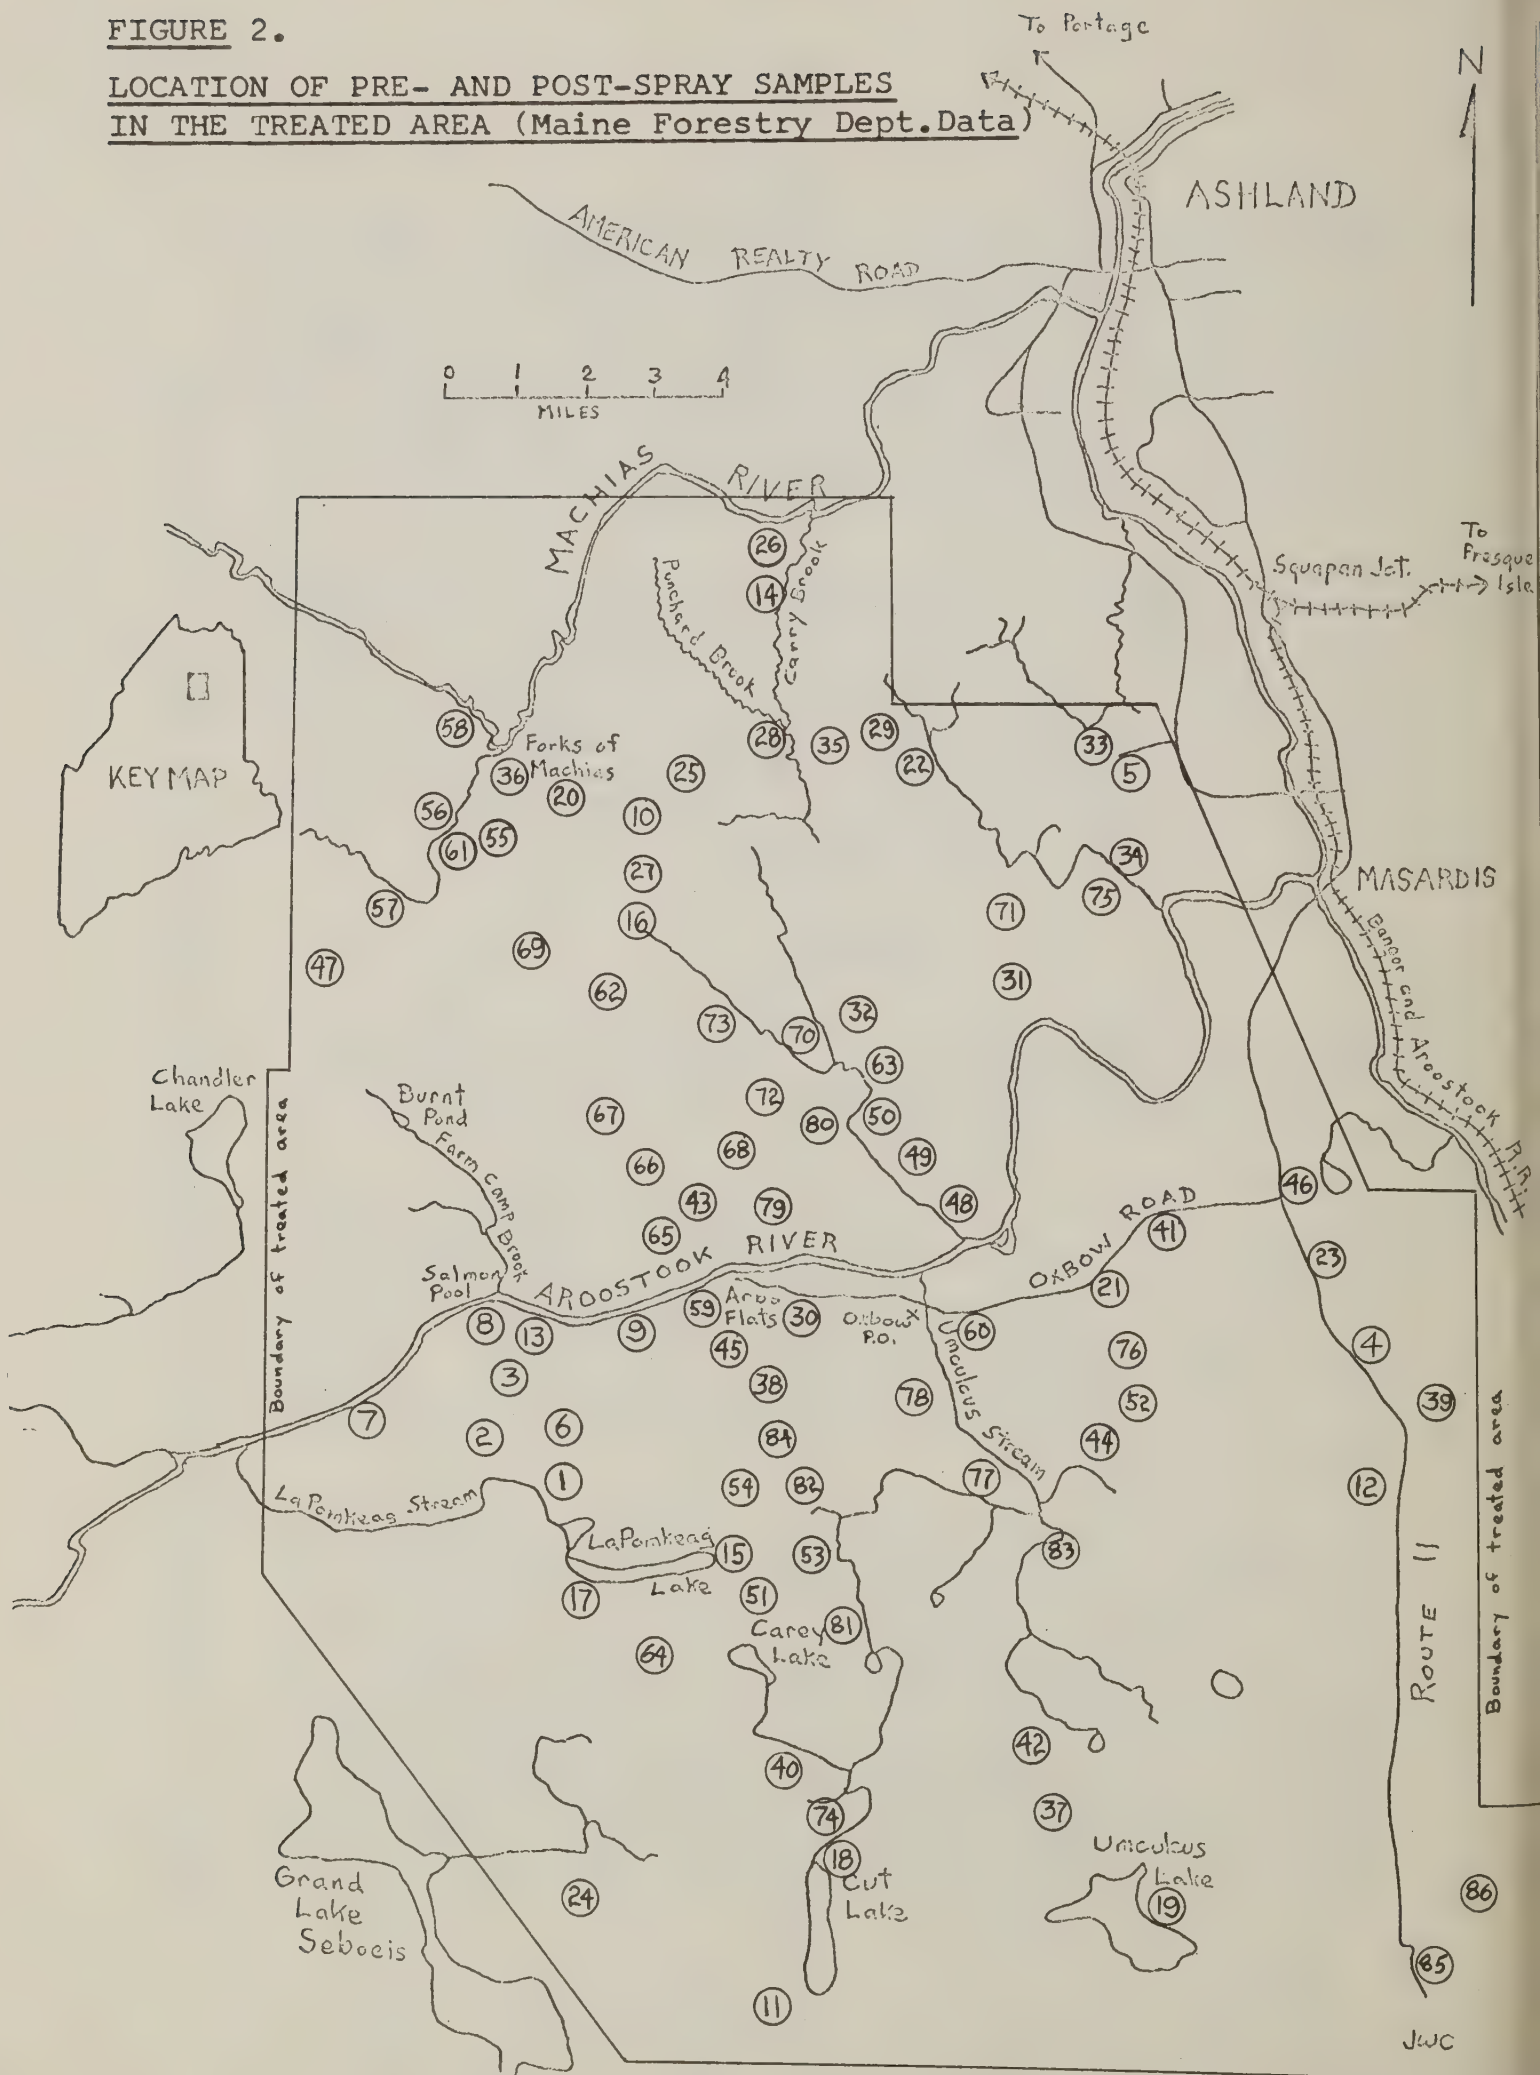 FIGURE 2.
LOCATION OF PRE- AND POST-SPRAY SAMPLES
IN THE TREATED AREA (Maine Forestry Dept.Data)
To Portage
N
ASHLAND
AMERICAN REALTY ROAD
0 1 2 3 4
MILES
MACHIAS RIVER
To
Presque
Isle
Squapan Jct.
26
14
Punchard Brook
Carry Brook
KEY MAP
58
Forks of
Machias
36
20
25
28
35
29
22
33
5
56
61
55
10
27
16
57
34
75
71
MASARDIS
47
69
62
73
70
32
31
63
Bangor and Aroostook R.R.
Chandler
Lake
Boundary of treated area
Burnt
Pond
Farm Camp Brook
67
72
80
50
66
68
49
43
79
48
65
46
41
23
21
OXBOW ROAD
Salmon
Pool
AROOSTOOK RIVER
8
13
9
59
Aroo
Flats
30
Oxbow x
P.O.
60
Umculcus Stream
45
76
4
3
38
78
52
39
7
2
6
84
44
1
54
82
77
12
LaPomkeag Stream
LaPomkeag
Lake
15
53
83
17
51
81
Carey
Lake
64
ROUTE 11
Boundary of treated area
42
40
37
74
18
Cut
Lake
Umculcus
Lake
19
24
Grand
Lake
Seboeis
86
85
11
JWC